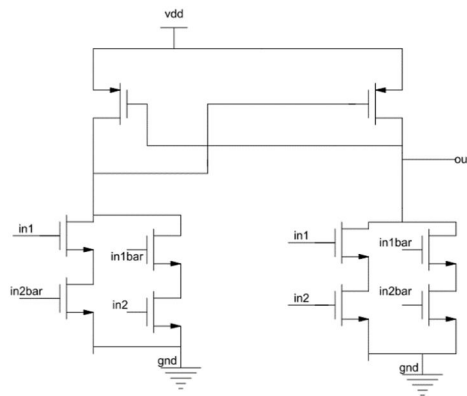 vdd
ou
in1
in1bar
in2bar
in2
gnd
in1
in1bar
in2
in2bar
gnd